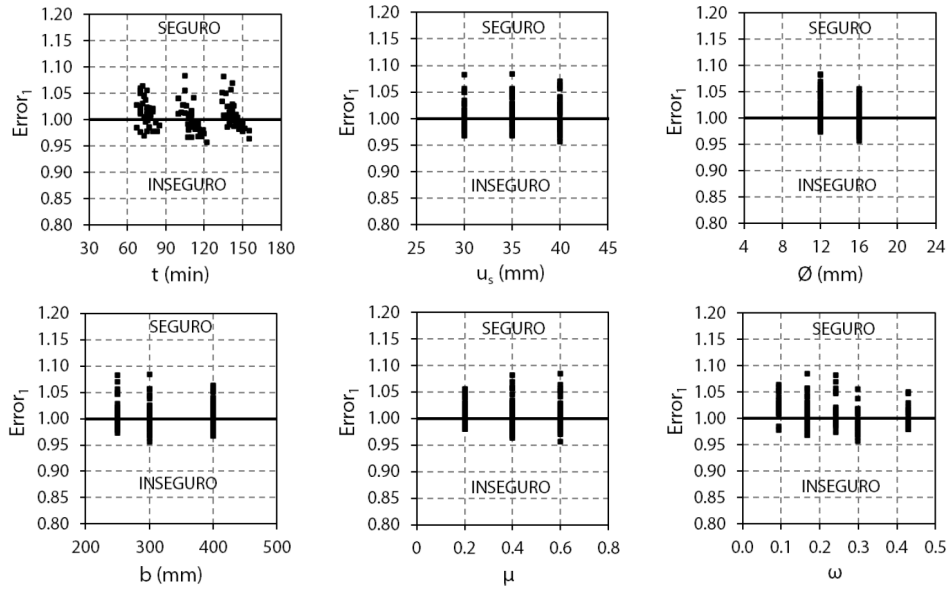 1.20
1.15
1.10
1.05
1.00
0.95
0.90
0.85
0.80
Error1
SEGURO
INSEGURO
30 60 90 120 150 180
t (min)
1.20
1.15
1.10
1.05
1.00
0.95
0.90
0.85
0.80
Error1
SEGURO
INSEGURO
25 30 35 40 45
us (mm)
1.20
1.15
1.10
1.05
1.00
0.95
0.90
0.85
0.80
Error1
SEGURO
INSEGURO
4 8 12 16 20 24
Ø (mm)
1.20
1.15
1.10
1.05
1.00
0.95
0.90
0.85
0.80
Error1
SEGURO
INSEGURO
200 300 400 500
b (mm)
1.20
1.15
1.10
1.05
1.00
0.95
0.90
0.85
0.80
Error1
SEGURO
INSEGURO
0 0.2 0.4 0.6 0.8
μ
1.20
1.15
1.10
1.05
1.00
0.95
0.90
0.85
0.80
Error1
SEGURO
INSEGURO
0.0 0.1 0.2 0.3 0.4 0.5
ω